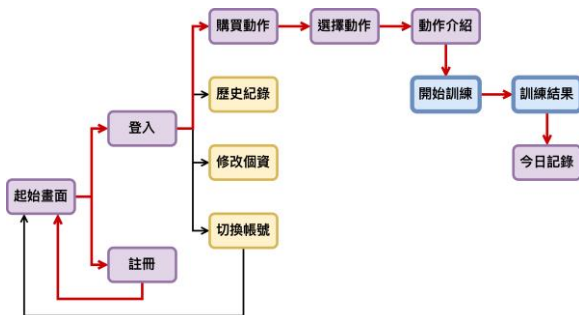 購買動作
選擇動作
動作介紹
歷史紀錄
開始訓練
訓練結果
登入
修改個資
今日記錄
起始畫面
切換帳號
註冊